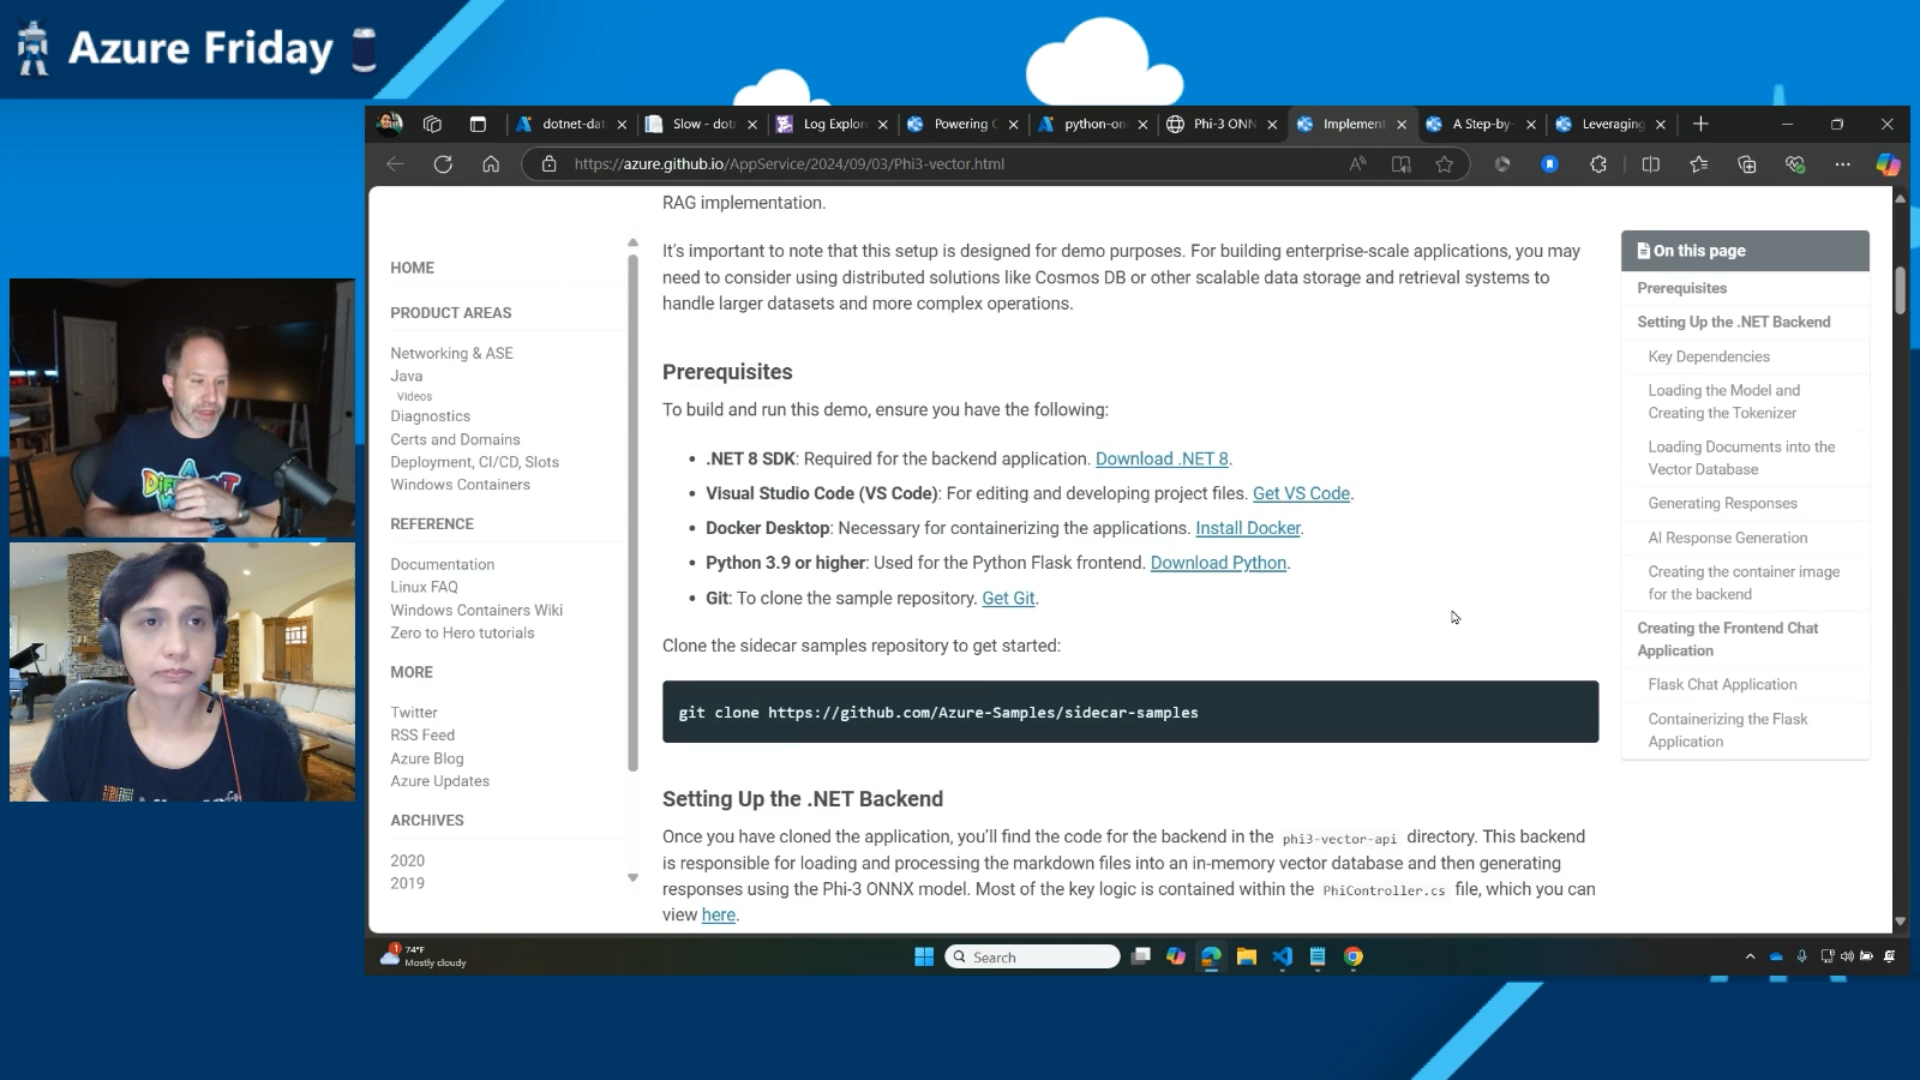 Azure Friday
dotnet-dat
Slow - dotn
Log Explor
Powering C
python-on
Phi-3 ONN
Implement
A Step-by-
Leveraging
https://azure.github.io/AppService/2024/09/03/Phi3-vector.html
HOME
PRODUCT AREAS
Networking & ASE
Java
Videos
Diagnostics
Certs and Domains
Deployment, CI/CD, Slots
Windows Containers
REFERENCE
Documentation
Linux FAQ
Windows Containers Wiki
Zero to Hero tutorials
MORE
Twitter
RSS Feed
Azure Blog
Azure Updates
ARCHIVES
2020
2019
RAG implementation.
It's important to note that this setup is designed for demo purposes. For building enterprise-scale applications, you may
need to consider using distributed solutions like Cosmos DB or other scalable data storage and retrieval systems to
handle larger datasets and more complex operations.
Prerequisites
To build and run this demo, ensure you have the following:
• .NET 8 SDK: Required for the backend application. Download .NET 8.
• Visual Studio Code (VS Code): For editing and developing project files. Get VS Code.
• Docker Desktop: Necessary for containerizing the applications. Install Docker.
• Python 3.9 or higher: Used for the Python Flask frontend. Download Python.
• Git: To clone the sample repository. Get Git.
Clone the sidecar samples repository to get started:
git clone https://github.com/Azure-Samples/sidecar-samples
Setting Up the .NET Backend
Once you have cloned the application, you'll find the code for the backend in the phi3-vector-api directory. This backend
is responsible for loading and processing the markdown files into an in-memory vector database and then generating
responses using the Phi-3 ONNX model. Most of the key logic is contained within the PhiController.cs file, which you can
view here.
On this page
Prerequisites
Setting Up the .NET Backend
Key Dependencies
Loading the Model and
Creating the Tokenizer
Loading Documents into the
Vector Database
Generating Responses
AI Response Generation
Creating the container image
for the backend
Creating the Frontend Chat
Application
Flask Chat Application
Containerizing the Flask
Application
1
74°F
Mostly cloudy
Search